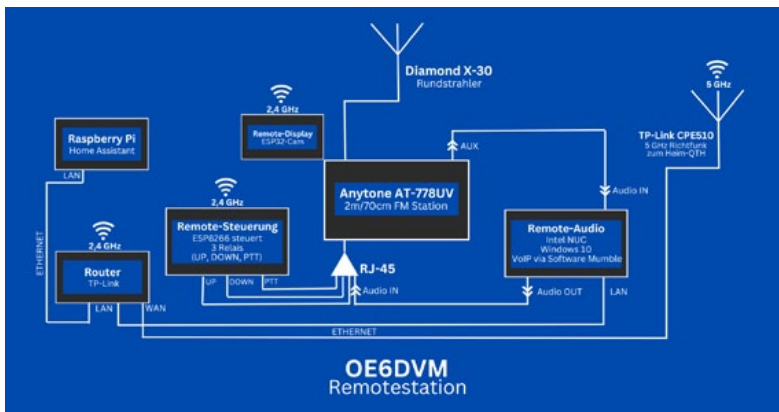 Diamond X-30
Rundstrahler
5 GHz
2,4 GHz
Remote-Display
ESP32-Cam
Raspberry Pi
Home Assistant
LAN
TP-Link CPE510
5 GHz Richtfunk
zum Heim-QTH
AUX
Anytone AT-778UV
2m/70cm FM Station
Audio IN
2,4 GHz
Remote-Steuerung
ESP8266 steuert
3 Relais
(UP, DOWN, PTT)
Remote-Audio
Intel NUC
Windows 10
VoIP via Software Mumble
2,4 GHz
Router
TP-Link
ETHERNET
RJ-45
UP
DOWN
PTT
Audio IN
Audio OUT
LAN
LAN
WAN
ETHERNET
OE6DVM
Remotestation